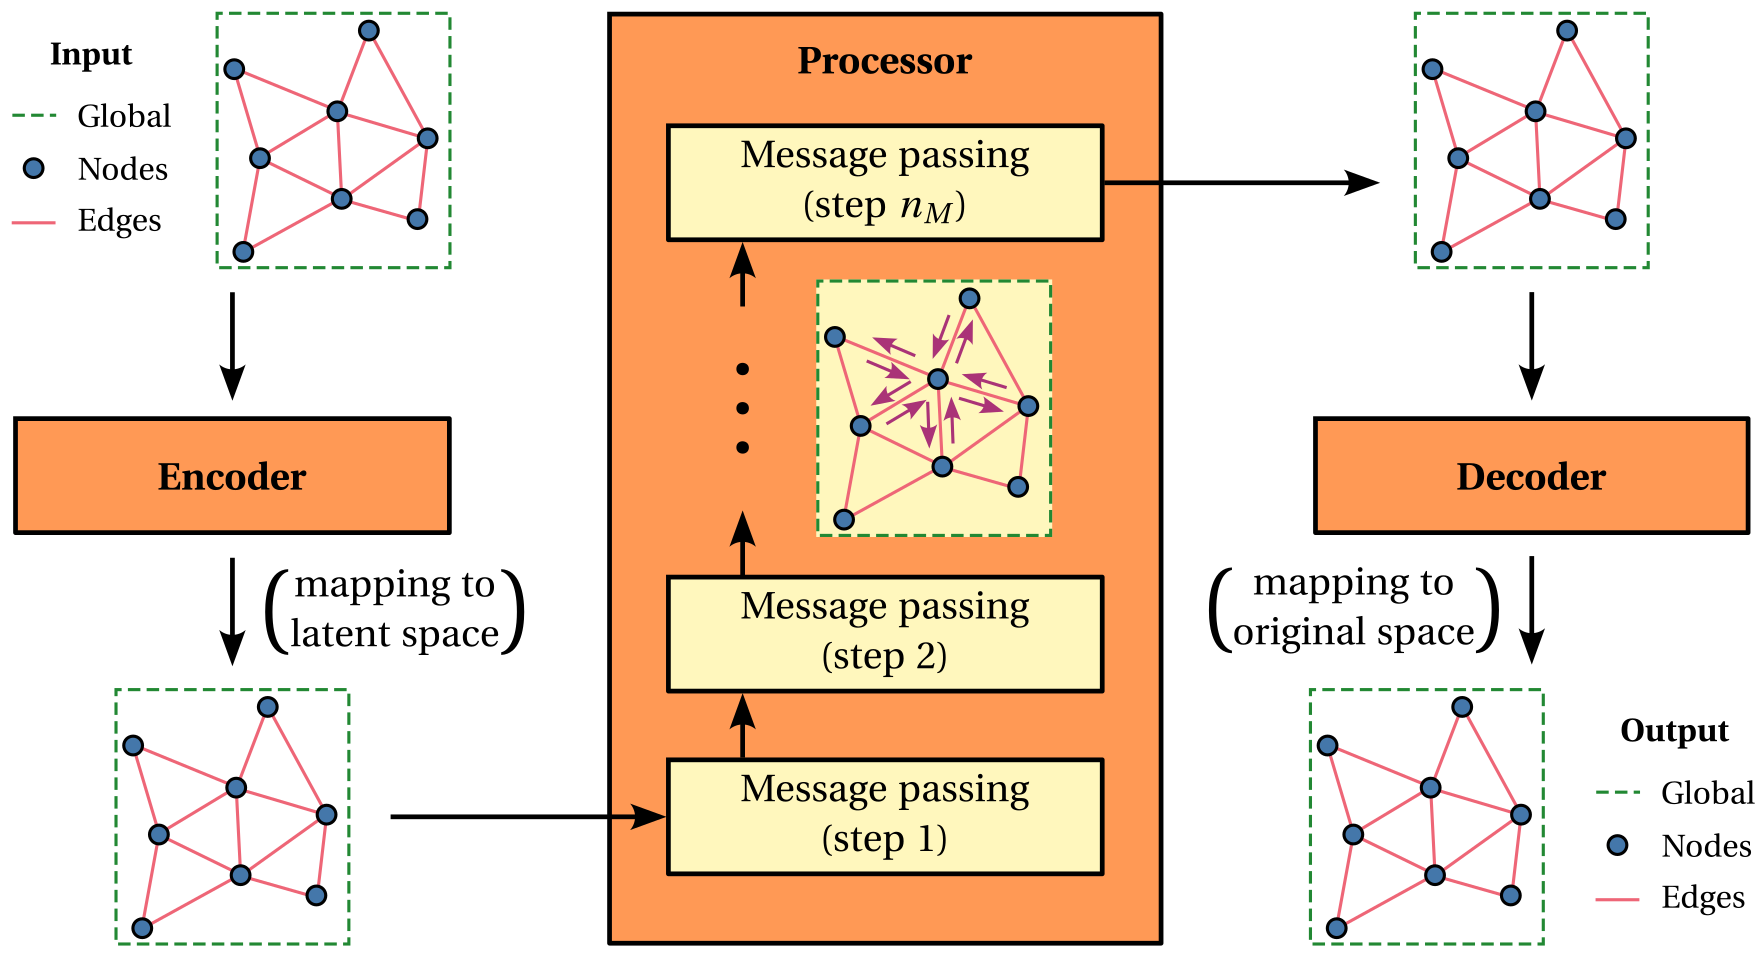 Input
Global
Nodes
Edges
Encoder
mapping to
latent space
Processor
Message passing
(step n_M)
Message passing
(step 2)
Message passing
(step 1)
Decoder
mapping to
original space
Output
Global
Nodes
Edges